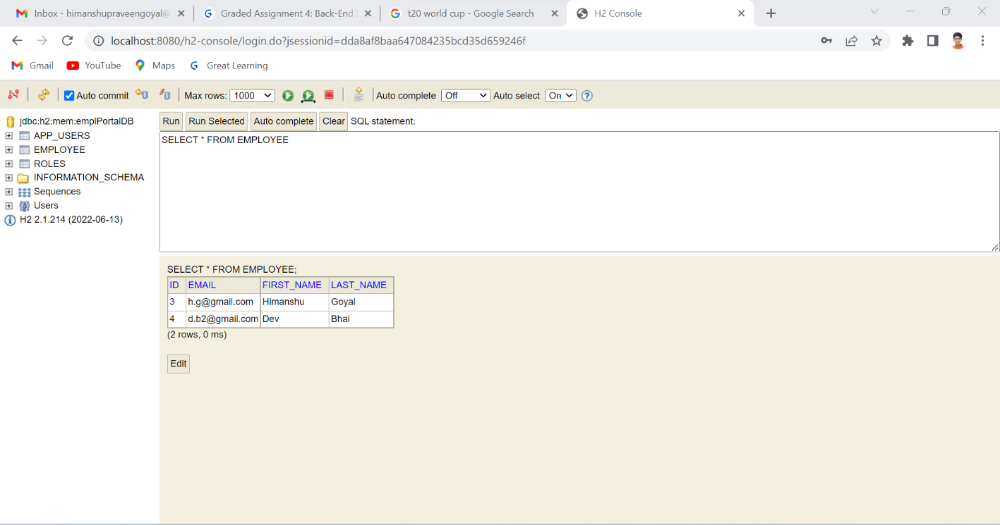 Inbox - himanshupraveengoyal@ Graded Assignment 4: Back-End t20 world cup - Google Search H2 Console
localhost:8080/h2-console/login.do?jsessionid=dda8af8baa647084235bcd35d659246f
Gmail YouTube Maps Great Learning
Auto commit Max rows: 1000 Auto complete Off Auto select On
jdbc:h2:mem:emplPortalDB
APP_USERS
EMPLOYEE
ROLES
INFORMATION_SCHEMA
Sequences
Users
H2 2.1.214 (2022-06-13)
Run Run Selected Auto complete Clear SQL statement:
SELECT * FROM EMPLOYEE
SELECT * FROM EMPLOYEE;
ID EMAIL FIRST_NAME LAST_NAME
3 h.g@gmail.com Himanshu Goyal
4 d.b2@gmail.com Dev Bhai
(2 rows, 0 ms)
Edit